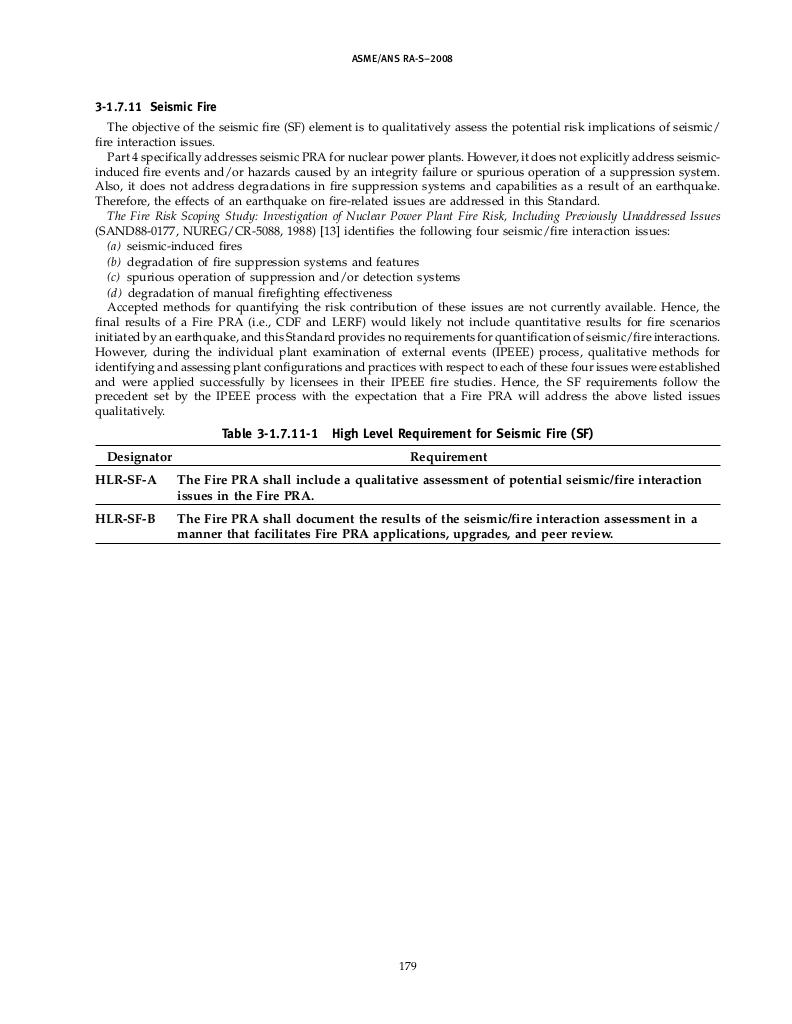 ASME/ANS RA-S–2008
3-1.7.11 Seismic Fire
The objective of the seismic fire (SF) element is to qualitatively assess the potential risk implications of seismic/
fire interaction issues.
Part 4 specifically addresses seismic PRA for nuclear power plants. However, it does not explicitly address seismic-
induced fire events and/or hazards caused by an integrity failure or spurious operation of a suppression system.
Also, it does not address degradations in fire suppression systems and capabilities as a result of an earthquake.
Therefore, the effects of an earthquake on fire-related issues are addressed in this Standard.
The Fire Risk Scoping Study: Investigation of Nuclear Power Plant Fire Risk, Including Previously Unaddressed Issues
(SAND88-0177, NUREG/CR-5088, 1988) [13] identifies the following four seismic/fire interaction issues:
(a) seismic-induced fires
(b) degradation of fire suppression systems and features
(c) spurious operation of suppression and/or detection systems
(d) degradation of manual firefighting effectiveness
Accepted methods for quantifying the risk contribution of these issues are not currently available. Hence, the
final results of a Fire PRA (i.e., CDF and LERF) would likely not include quantitative results for fire scenarios
initiated by an earthquake, and this Standard provides no requirements for quantification of seismic/fire interactions.
However, during the individual plant examination of external events (IPEEE) process, qualitative methods for
identifying and assessing plant configurations and practices with respect to each of these four issues were established
and were applied successfully by licensees in their IPEEE fire studies. Hence, the SF requirements follow the
precedent set by the IPEEE process with the expectation that a Fire PRA will address the above listed issues
qualitatively.
Table 3-1.7.11-1 High Level Requirement for Seismic Fire (SF)
Designator Requirement
HLR-SF-A The Fire PRA shall include a qualitative assessment of potential seismic/fire interaction
issues in the Fire PRA.
HLR-SF-B The Fire PRA shall document the results of the seismic/fire interaction assessment in a
manner that facilitates Fire PRA applications, upgrades, and peer review.
179